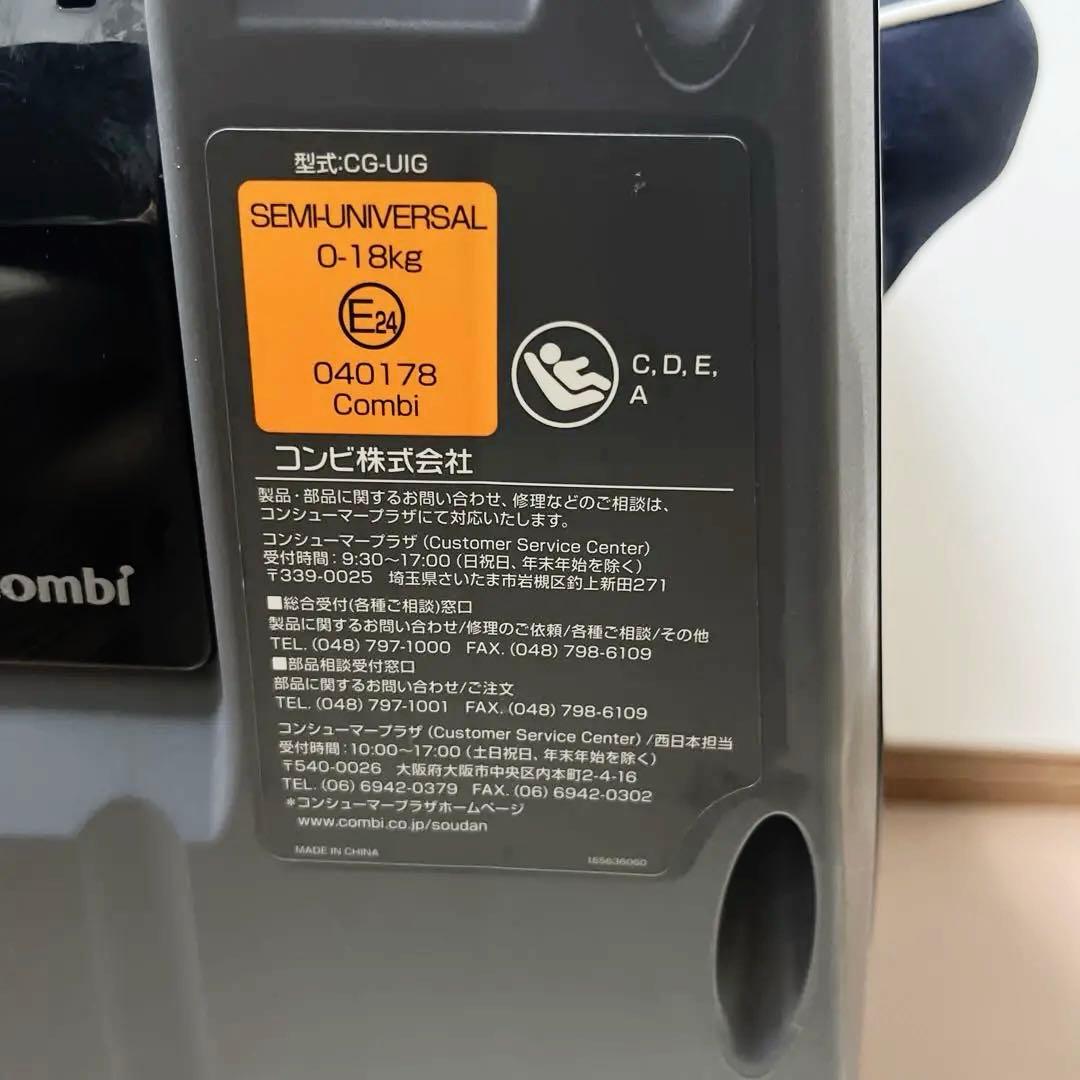 型式:CG-UIG
SEMI-UNIVERSAL
0-18kg
E24
040178
Combi
C, D, E,
A
コンビ株式会社
製品・部品に関するお問い合わせ、修理などのご相談は、
コンシューマープラザにて対応いたします。
コンシューマープラザ (Customer Service Center)
受付時間：9:30～17:00 (日祝日、年末年始を除く)
〒339-0025 埼玉県さいたま市岩槻区釣上新田271
■総合受付(各種ご相談)窓口
製品に関するお問い合わせ/修理のご依頼/各種ご相談/その他
TEL. (048) 797-1000 FAX. (048) 798-6109
■部品相談受付窓口
部品に関するお問い合わせ/ご注文
TEL. (048) 797-1001 FAX. (048) 798-6109
コンシューマープラザ (Customer Service Center) /西日本担当
受付時間：10:00～17:00 (土日祝日、年末年始を除く)
〒540-0026 大阪府大阪市中央区内本町2-4-16
TEL. (06) 6942-0379 FAX. (06) 6942-0302
*コンシューマープラザホームページ
www.combi.co.jp/soudan
MADE IN CHINA 165636060
ombi